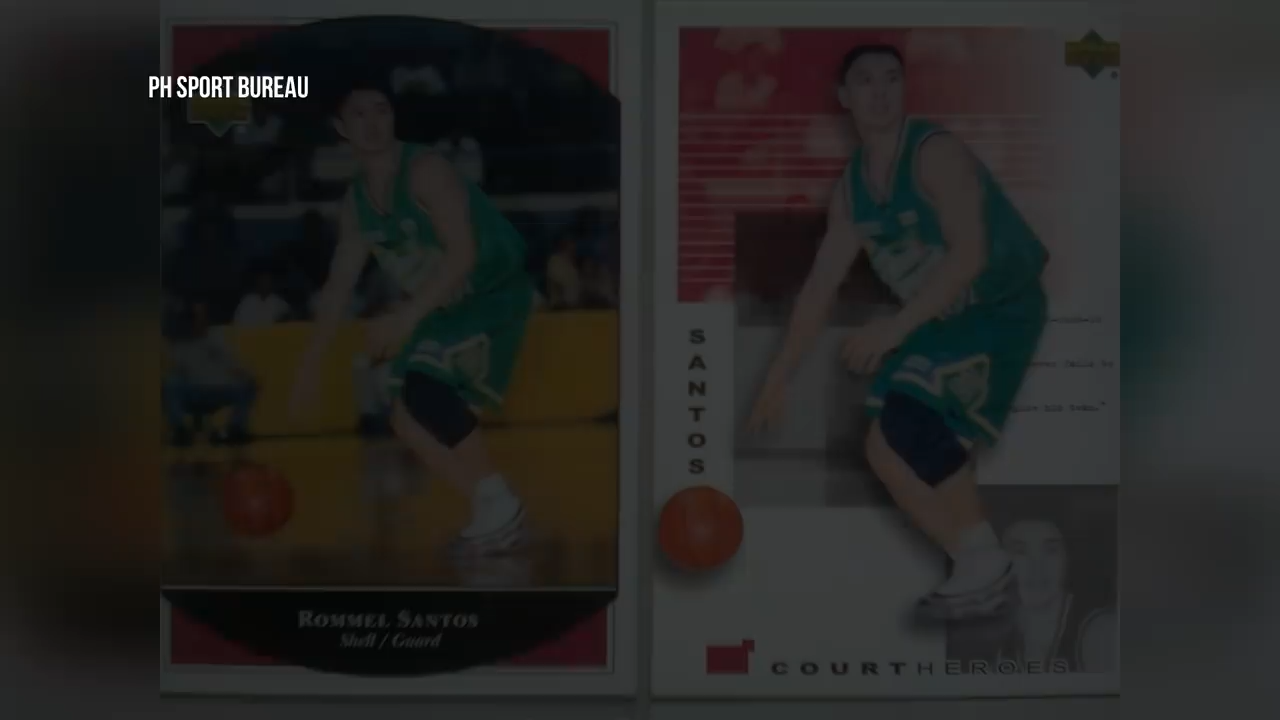 PH SPORT BUREAU
ROMMEL SANTOS
Shell / Guard
SANTOS
COURTHEROES